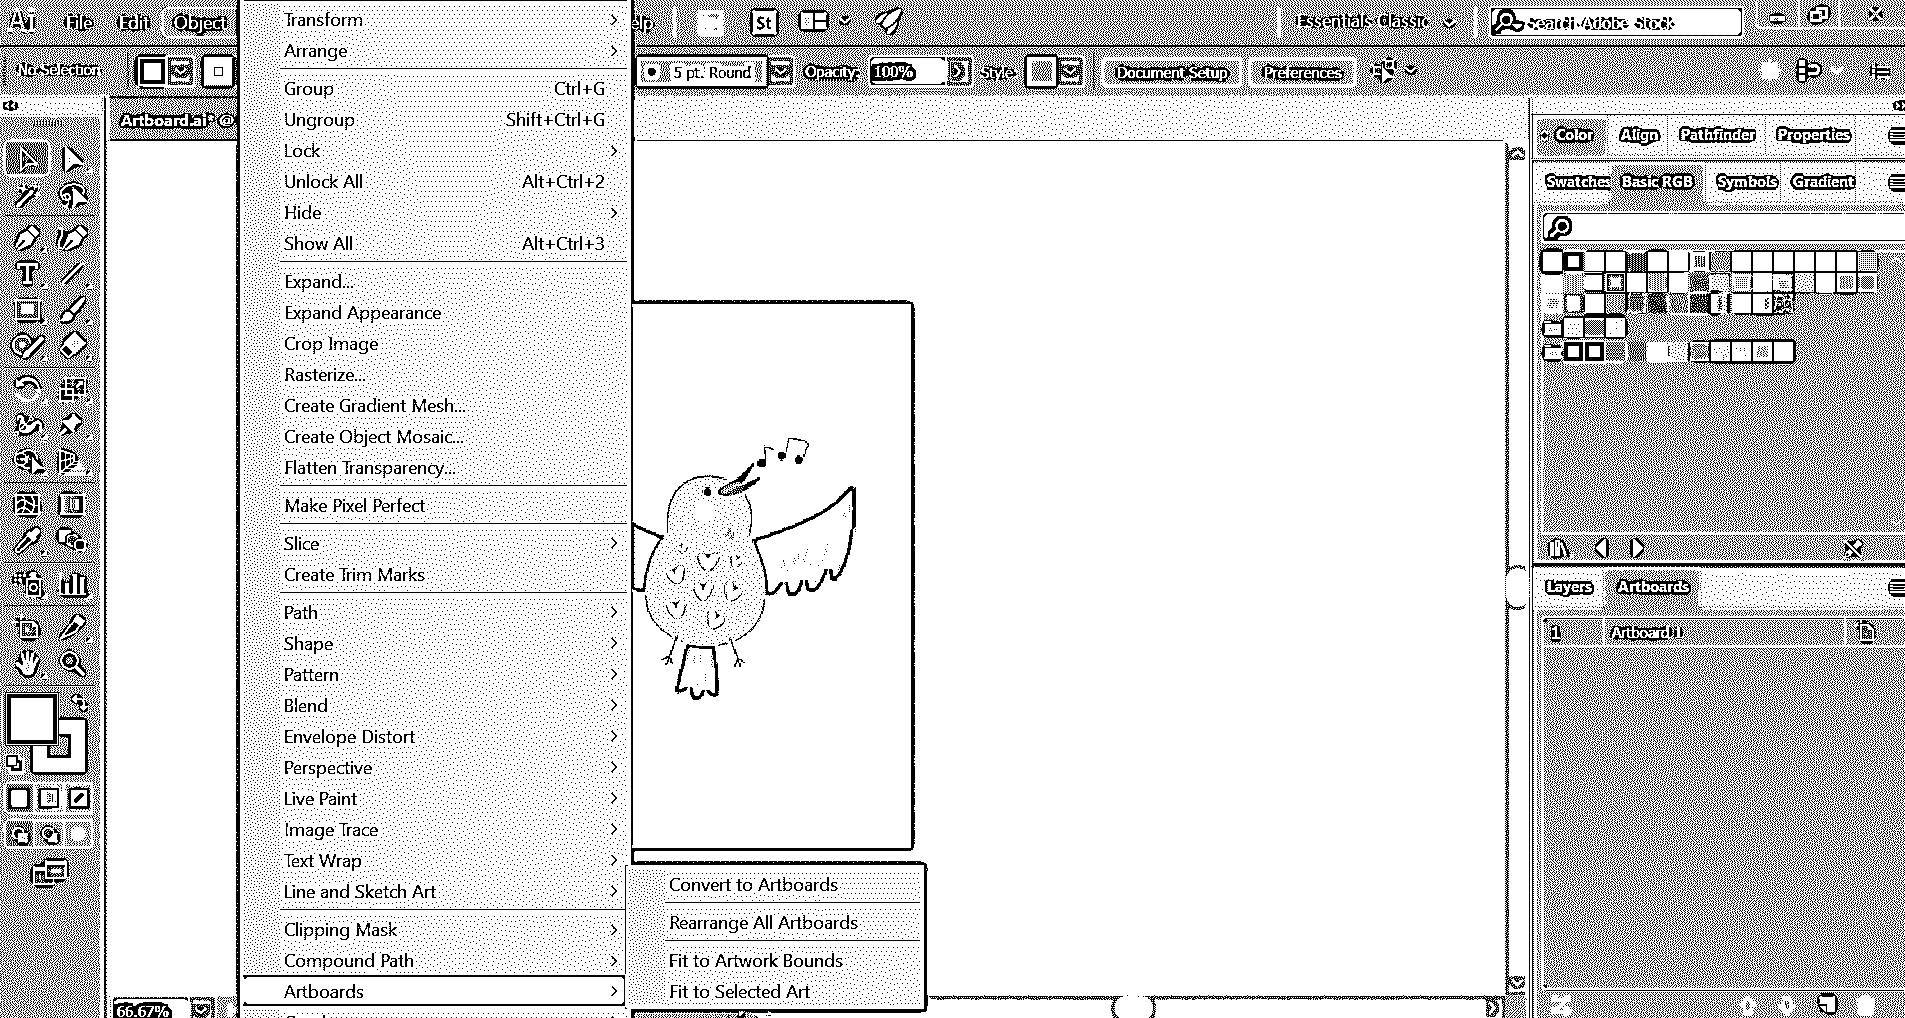 Ai File Edit Object
St
Essentials Classic
Search Adobe Stock
No Selection
5 pt. Round
Opacity:
100%
Style:
Document Setup
Preferences
Artboard.ai* @
Transform
Arrange
Group Ctrl+G
Ungroup Shift+Ctrl+G
Lock
Unlock All Alt+Ctrl+2
Hide
Show All Alt+Ctrl+3
Expand...
Expand Appearance
Crop Image
Rasterize...
Create Gradient Mesh...
Create Object Mosaic...
Flatten Transparency...
Make Pixel Perfect
Slice
Create Trim Marks
Path
Shape
Pattern
Blend
Envelope Distort
Perspective
Live Paint
Image Trace
Text Wrap
Line and Sketch Art
Clipping Mask
Compound Path
Artboards
Convert to Artboards
Rearrange All Artboards
Fit to Artwork Bounds
Fit to Selected Art
Color Align Pathfinder Properties
Swatches Basic RGB Symbols Gradient
Layers Artboards
1 Artboard 1
66.67%